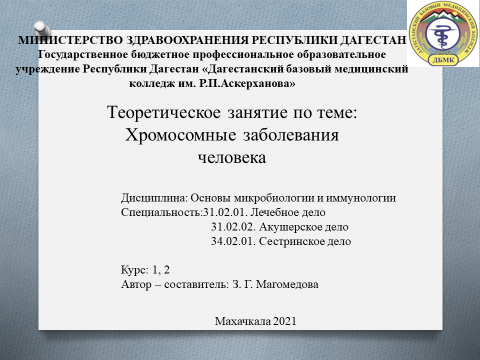 МИНИСТЕРСТВО ЗДРАВООХРАНЕНИЯ РЕСПУБЛИКИ ДАГЕСТАН
Государственное бюджетное профессиональное образовательное
учреждение Республики Дагестан «Дагестанский базовый медицинский
колледж им. Р.П.Аскерханова»
ДБМК
Теоретическое занятие по теме:
Хромосомные заболевания
человека
Дисциплина: Основы микробиологии и иммунологии
Специальность:31.02.01. Лечебное дело
31.02.02. Акушерское дело
34.02.01. Сестринское дело
Курс: 1, 2
Автор – составитель: З. Г. Магомедова
Махачкала 2021